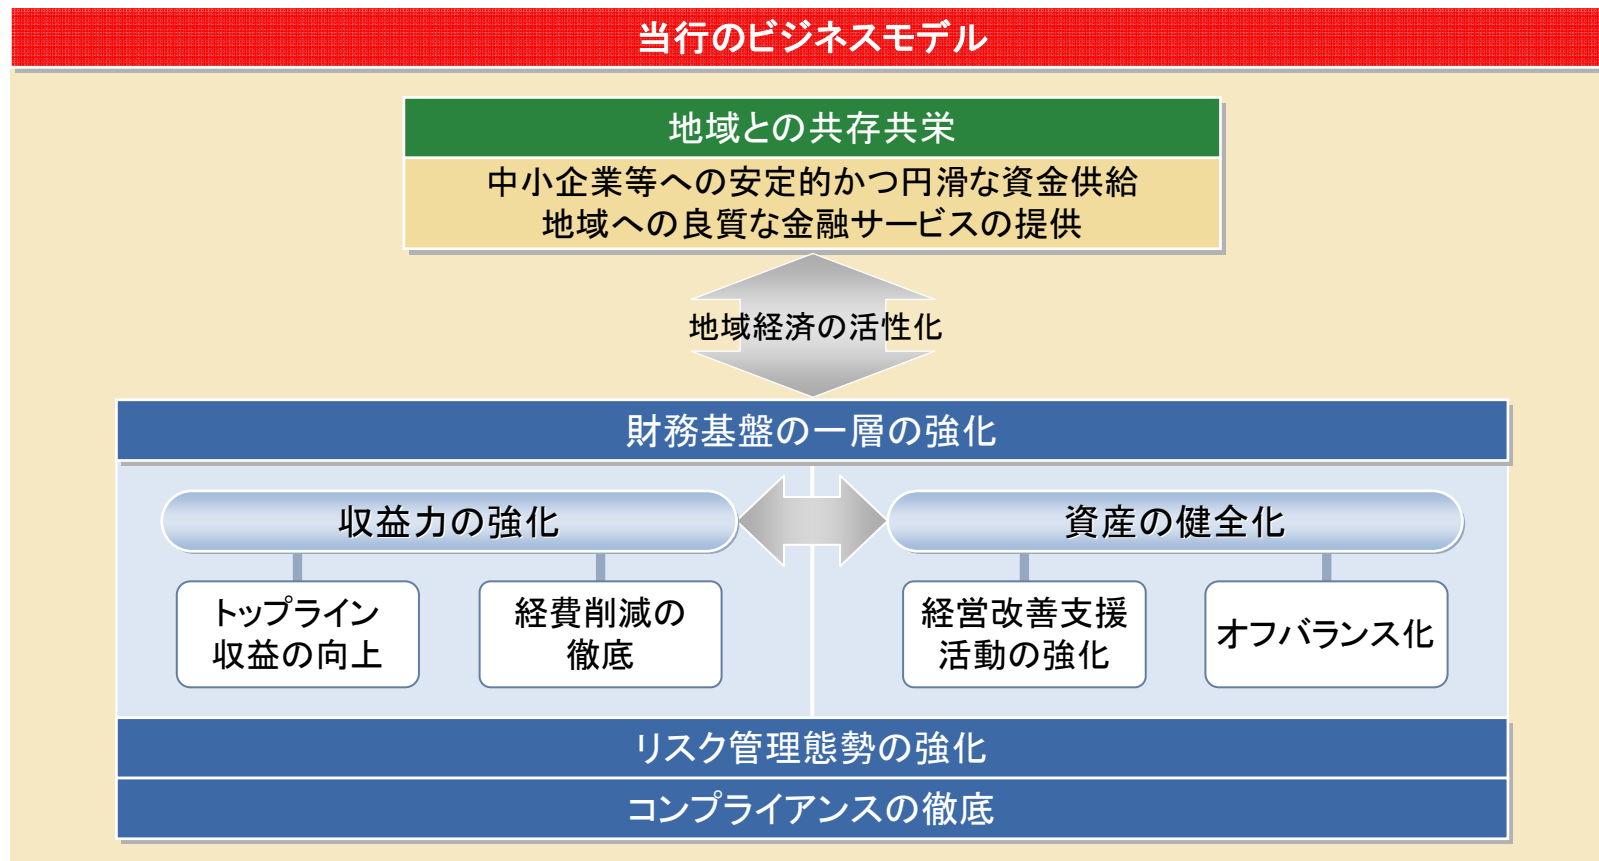 当行のビジネスモデル
地域との共存共栄
中小企業等への安定的かつ円滑な資金供給
地域への良質な金融サービスの提供
地域経済の活性化
財務基盤の一層の強化
収益力の強化
トップライン
収益の向上
経費削減の
徹底
資産の健全化
経営改善支援
活動の強化
オフバランス化
リスク管理態勢の強化
コンプライアンスの徹底